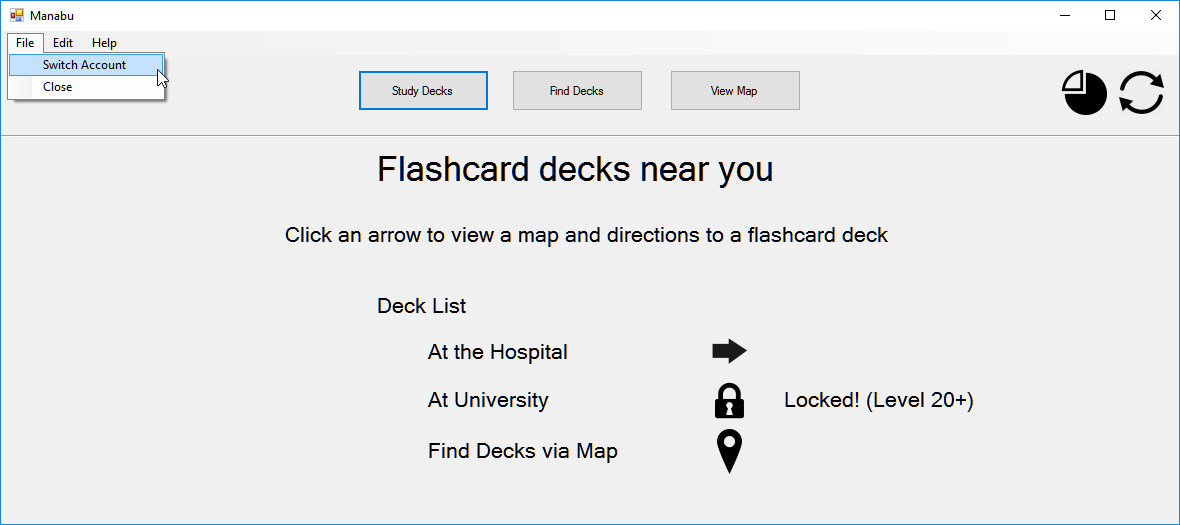 Manabu
File Edit Help
Switch Account
Close
Study Decks Find Decks View Map
Flashcard decks near you
Click an arrow to view a map and directions to a flashcard deck
Deck List
At the Hospital
At University Locked! (Level 20+)
Find Decks via Map